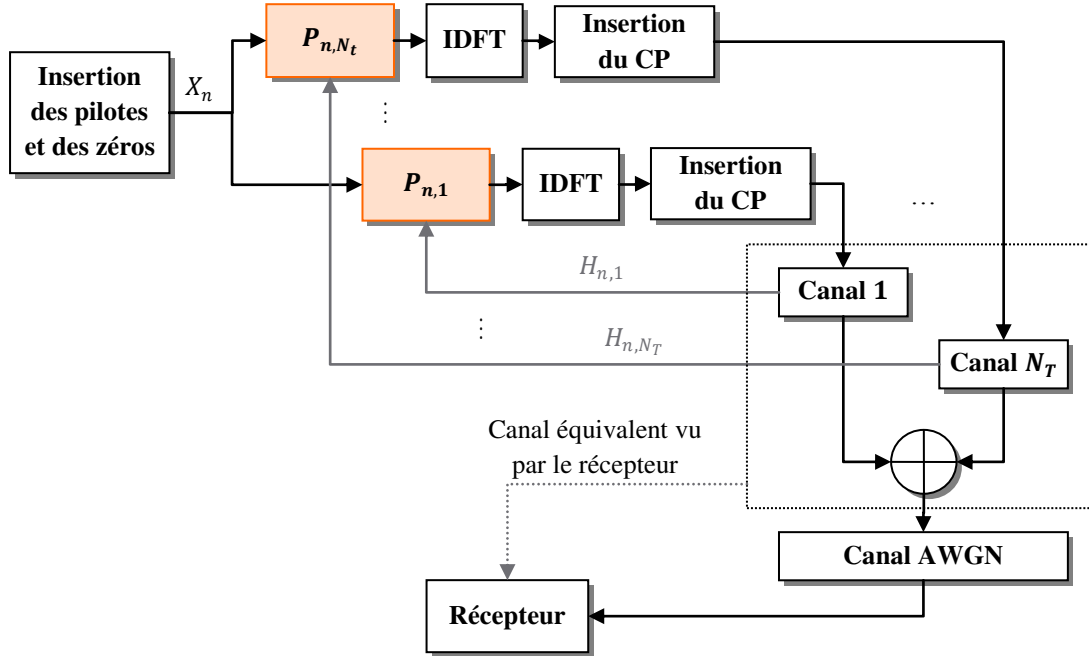 P_{n,N_t}
IDFT
Insertion
du CP
Insertion
des pilotes
et des zéros
X_n
⋮
P_{n,1}
IDFT
Insertion
du CP
…
H_{n,1}
Canal 1
⋮
H_{n,N_T}
Canal N_T
Canal équivalent vu
par le récepteur
Canal AWGN
Récepteur